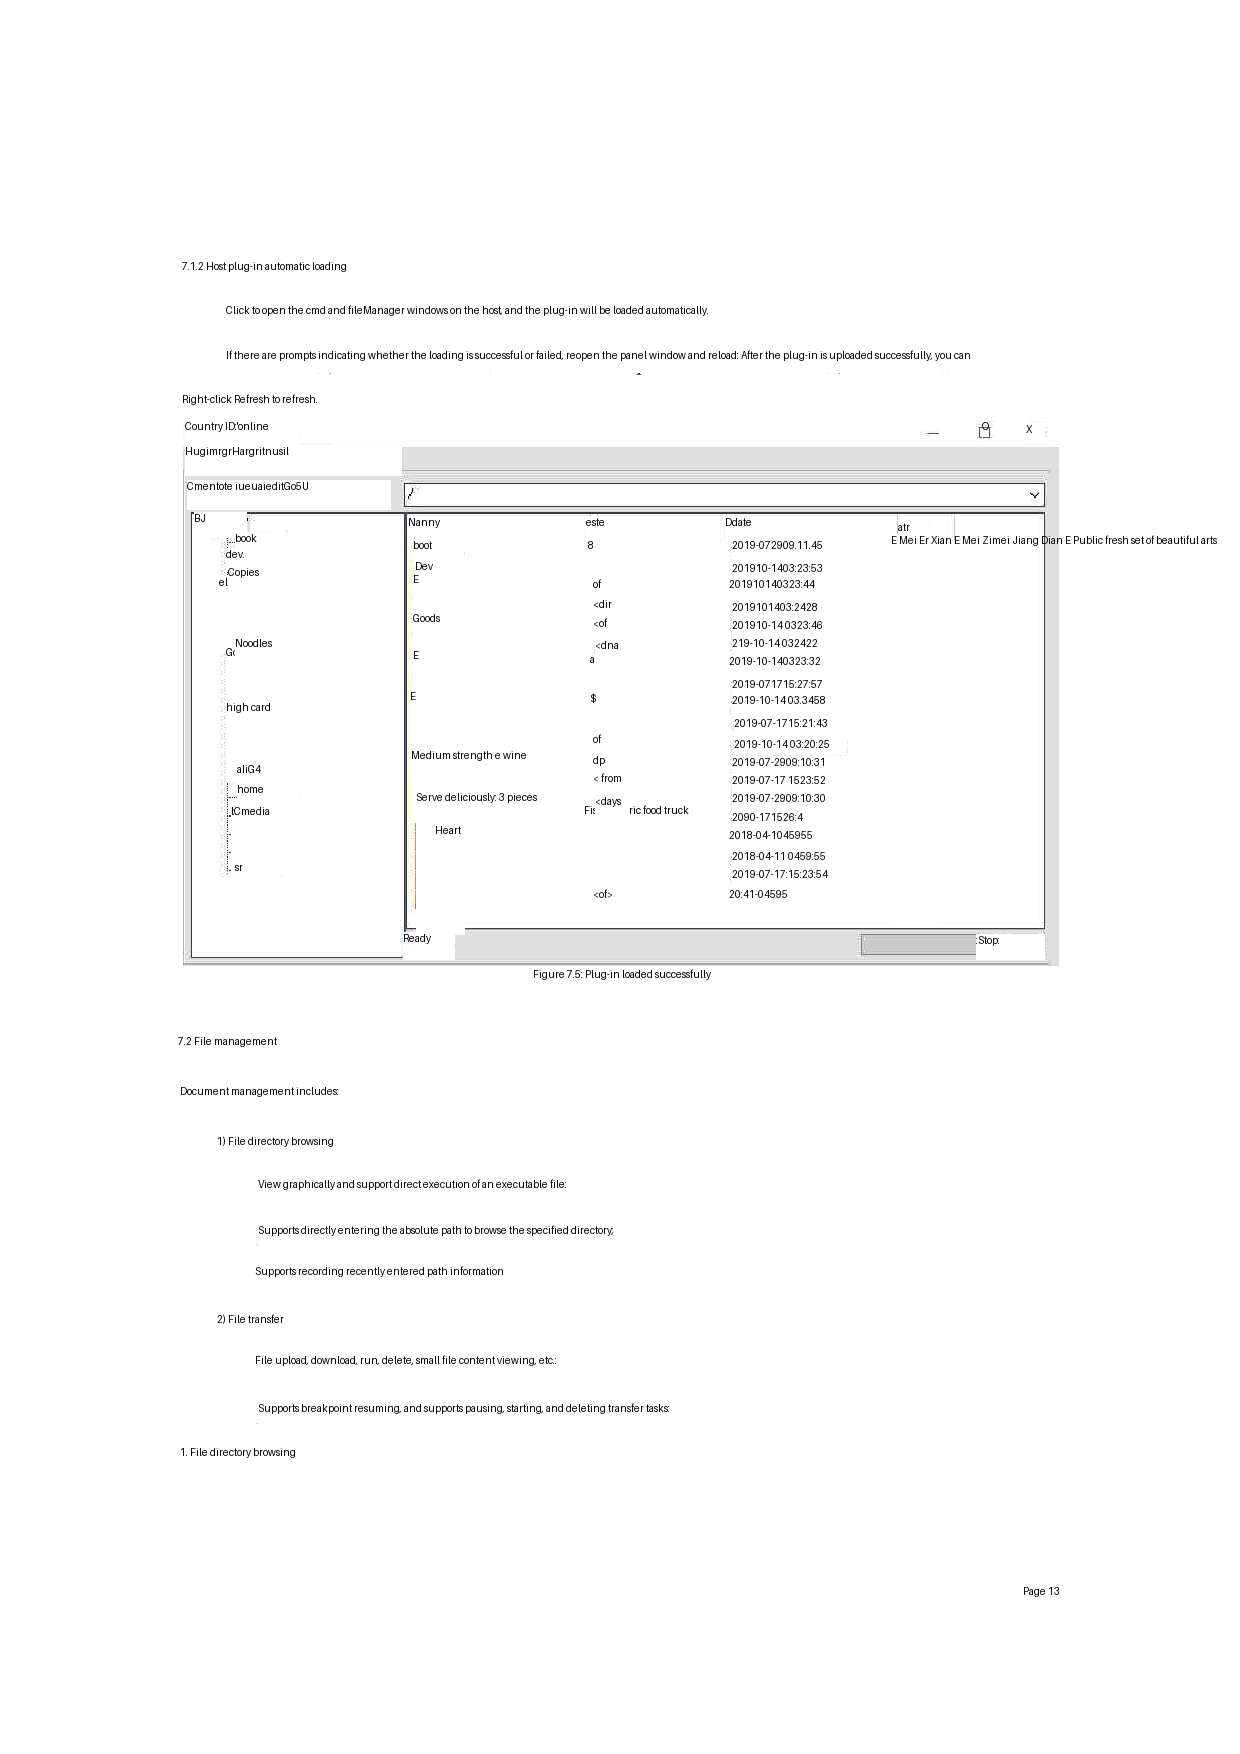 7.1.2 Host plug-in automatic loading
Click to open the cmd and fileManager windows on the host, and the plug-in will be loaded automatically.
If there are prompts indicating whether the loading is successful or failed, reopen the panel window and reload: After the plug-in is uploaded successfully, you can
Right-click Refresh to refresh.
Country ID:'online
X
HugimrgrHargritnusil
Cmentote iueuaieditGo5U
/
BJ
book
dev.
Copies
el
Noodles
Go
high card
aliG4
home
tCmedia
sr
Nanny este Ddate atr
boot 8 2019-072909.11.45 E Mei Er Xian E Mei Zimei Jiang Dian E Public fresh set of beautiful arts
Dev 201910-1403:23:53
E of 201910140323:44
<dir 2019101403:2428
Goods <of 201910-140323:46
<dna 219-10-14032422
E a 2019-10-140323:32
2019-071715:27:57
E $ 2019-10-1403.3458
2019-07-1715:21:43
of 2019-10-1403:20:25
Medium strength e wine dp 2019-07-2909:10:31
< from 2019-07-17 1523:52
Serve deliciously: 3 pieces <days 2019-07-2909:10:30
Fis ric food truck 2090-171526:4
Heart 2018-04-1045955
2018-04-110459:55
2019-07-17:15:23:54
<of> 20:41-04595
Ready Stop:
Figure 7.5: Plug-in loaded successfully
7.2 File management
Document management includes:
1) File directory browsing
View graphically and support direct execution of an executable file:
Supports directly entering the absolute path to browse the specified directory;
Supports recording recently entered path information
2) File transfer
File upload, download, run, delete, small file content viewing, etc.:
Supports breakpoint resuming, and supports pausing, starting, and deleting transfer tasks:
1. File directory browsing
Page 13